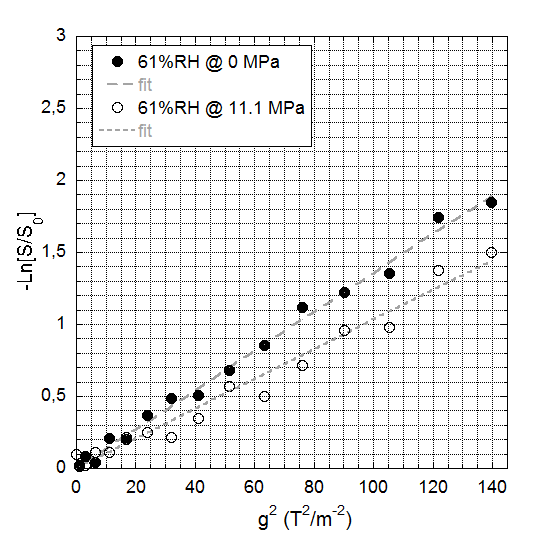 61%RH @ 0 MPa
fit
61%RH @ 11.1 MPa
fit
3
2,5
2
1,5
1
0,5
0
-Ln[S/S₀]
0 20 40 60 80 100 120 140
g² (T²/m⁻²)